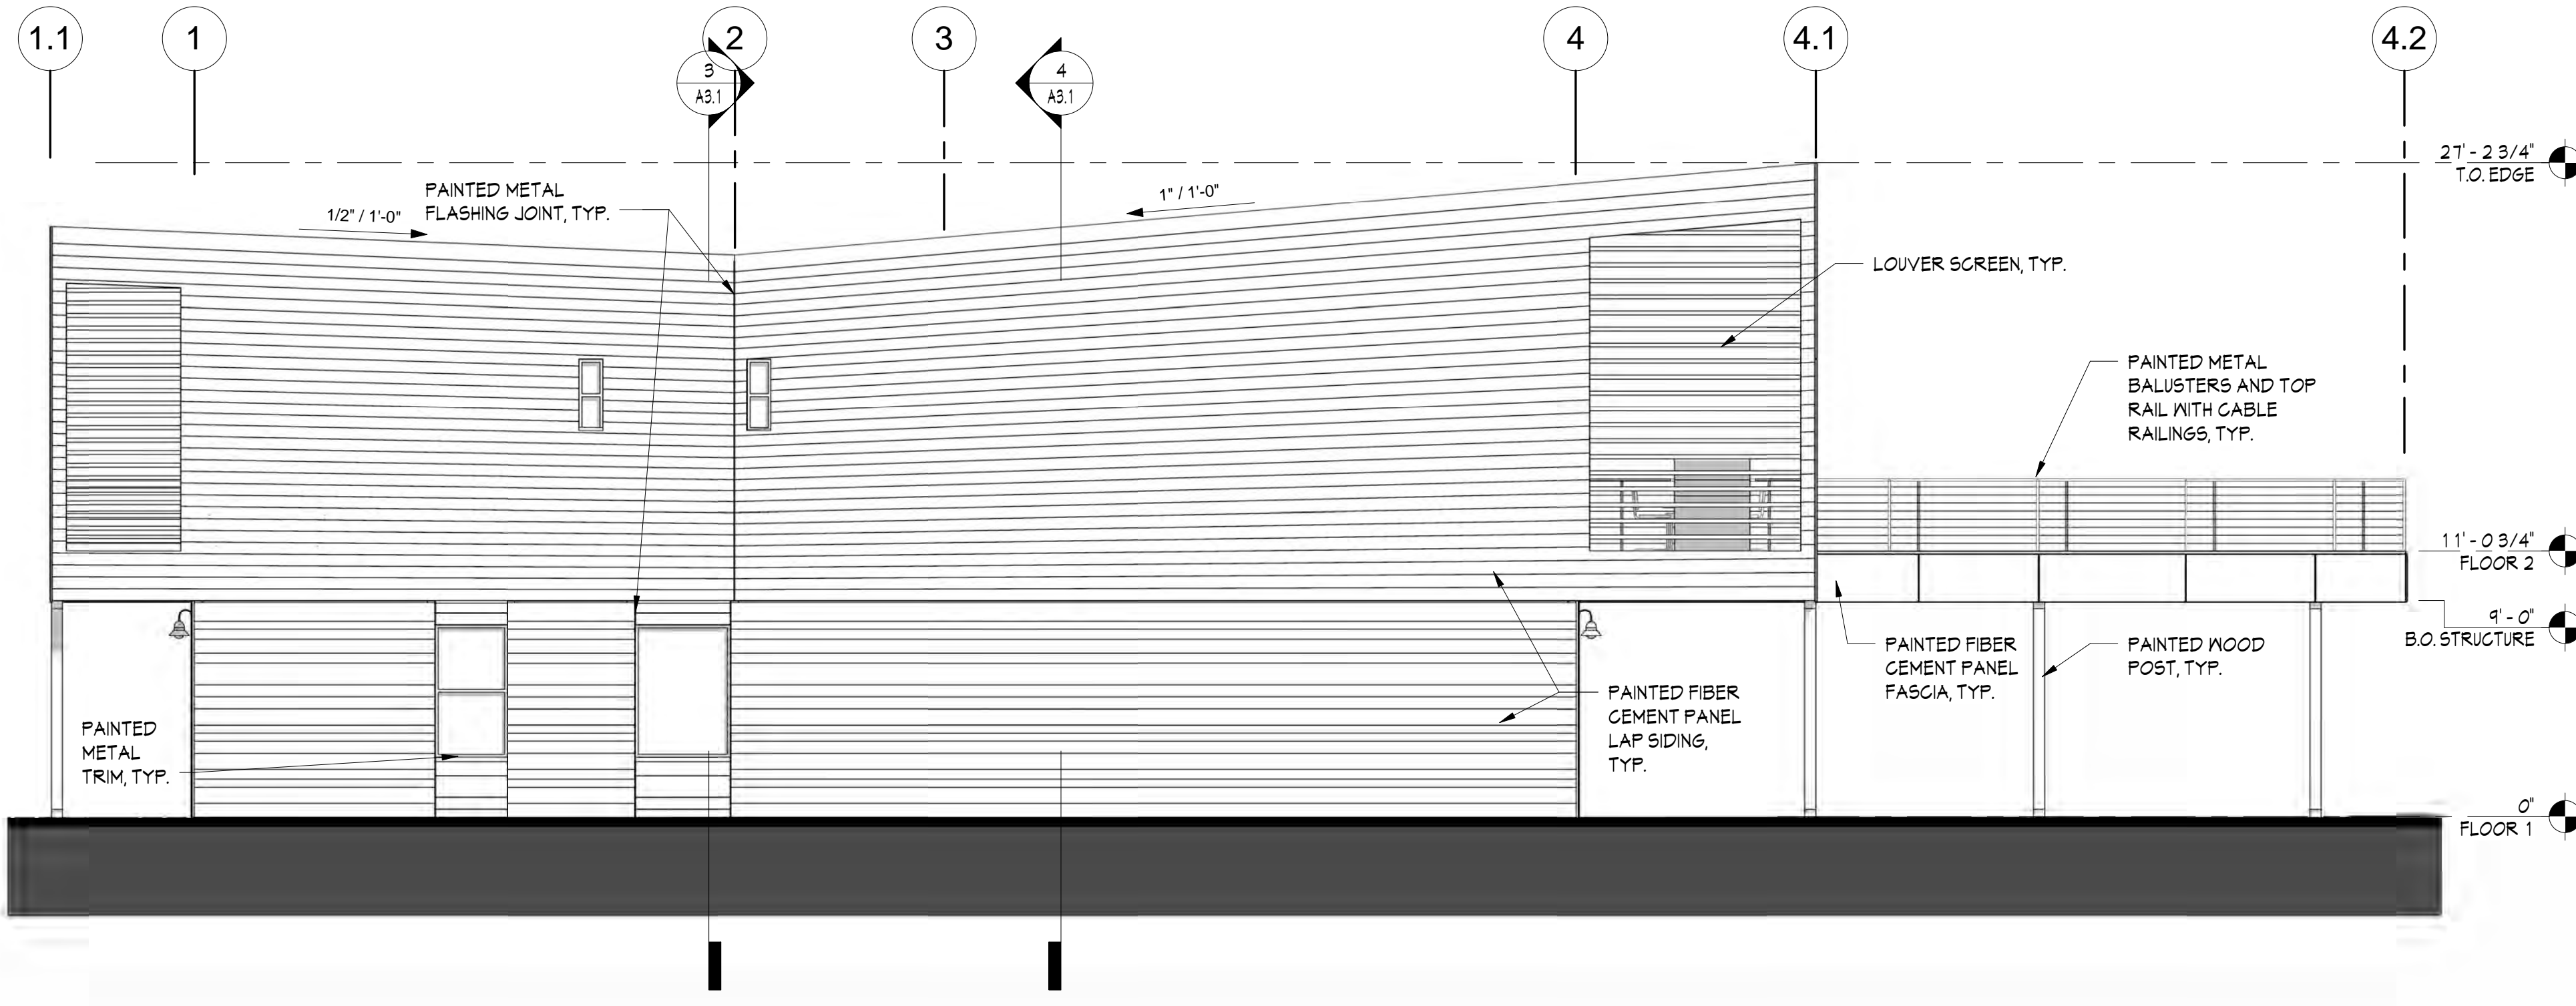 1.1
1
2
3
4
4.1
4.2
3
A3.1
4
A3.1
27' - 2 3/4"
T.O. EDGE
PAINTED METAL
FLASHING JOINT, TYP.
1/2" / 1'-0"
1" / 1'-0"
LOUVER SCREEN, TYP.
PAINTED METAL
BALUSTERS AND TOP
RAIL WITH CABLE
RAILINGS, TYP.
11' - 0 3/4"
FLOOR 2
9' - 0"
B.O. STRUCTURE
PAINTED FIBER
CEMENT PANEL
FASCIA, TYP.
PAINTED WOOD
POST, TYP.
PAINTED FIBER
CEMENT PANEL
LAP SIDING,
TYP.
PAINTED
METAL
TRIM, TYP.
0"
FLOOR 1